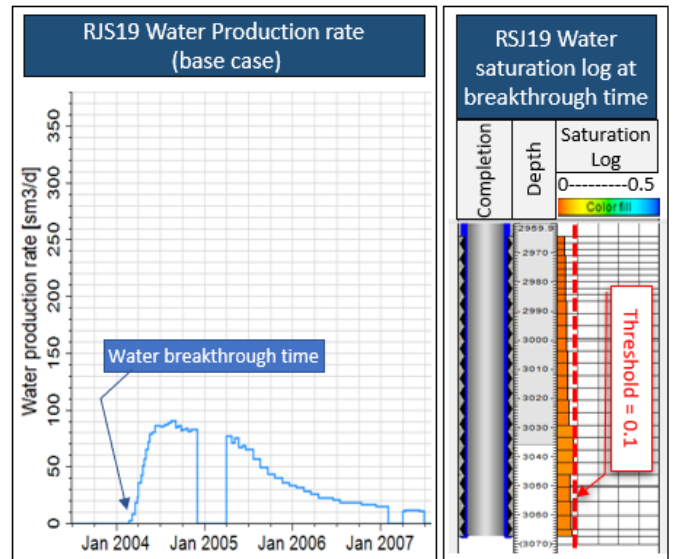 RJS19 Water Production rate
(base case)
Water production rate [sm3/d]
350
300
250
200
150
100
50
0
Water breakthrough time
Jan 2004
Jan 2005
Jan 2006
Jan 2007
RSJ19 Water
saturation log at
breakthrough time
Completion
Depth
Saturation
Log
0---------0.5
Color fill
2959.9
2970
2980
2990
3000
3010
3020
3030
3040
3050
3060
(3070)
Threshold = 0.1